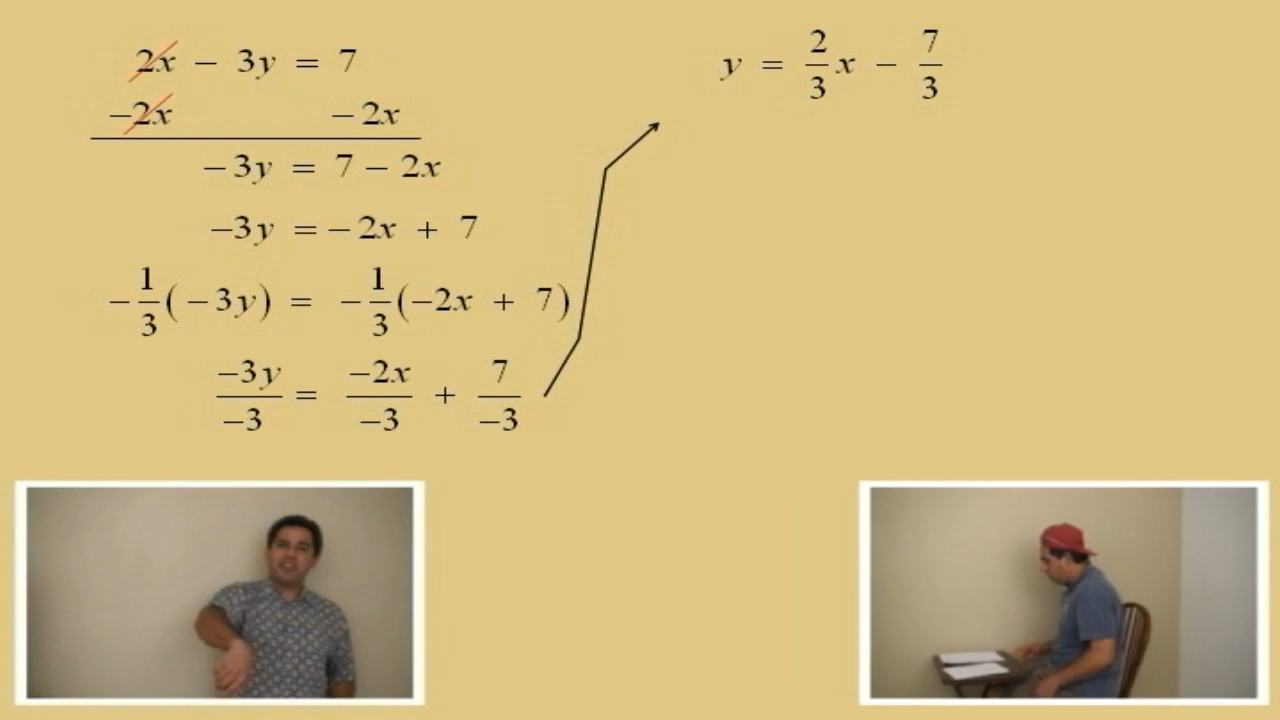 2x − 3y = 7
−2x − 2x
− 3y = 7 − 2x
−3y = − 2x + 7
−1/3(− 3y) = −1/3(−2x + 7)
−3y/−3 = −2x/−3 + 7/−3
y = 2/3 x − 7/3